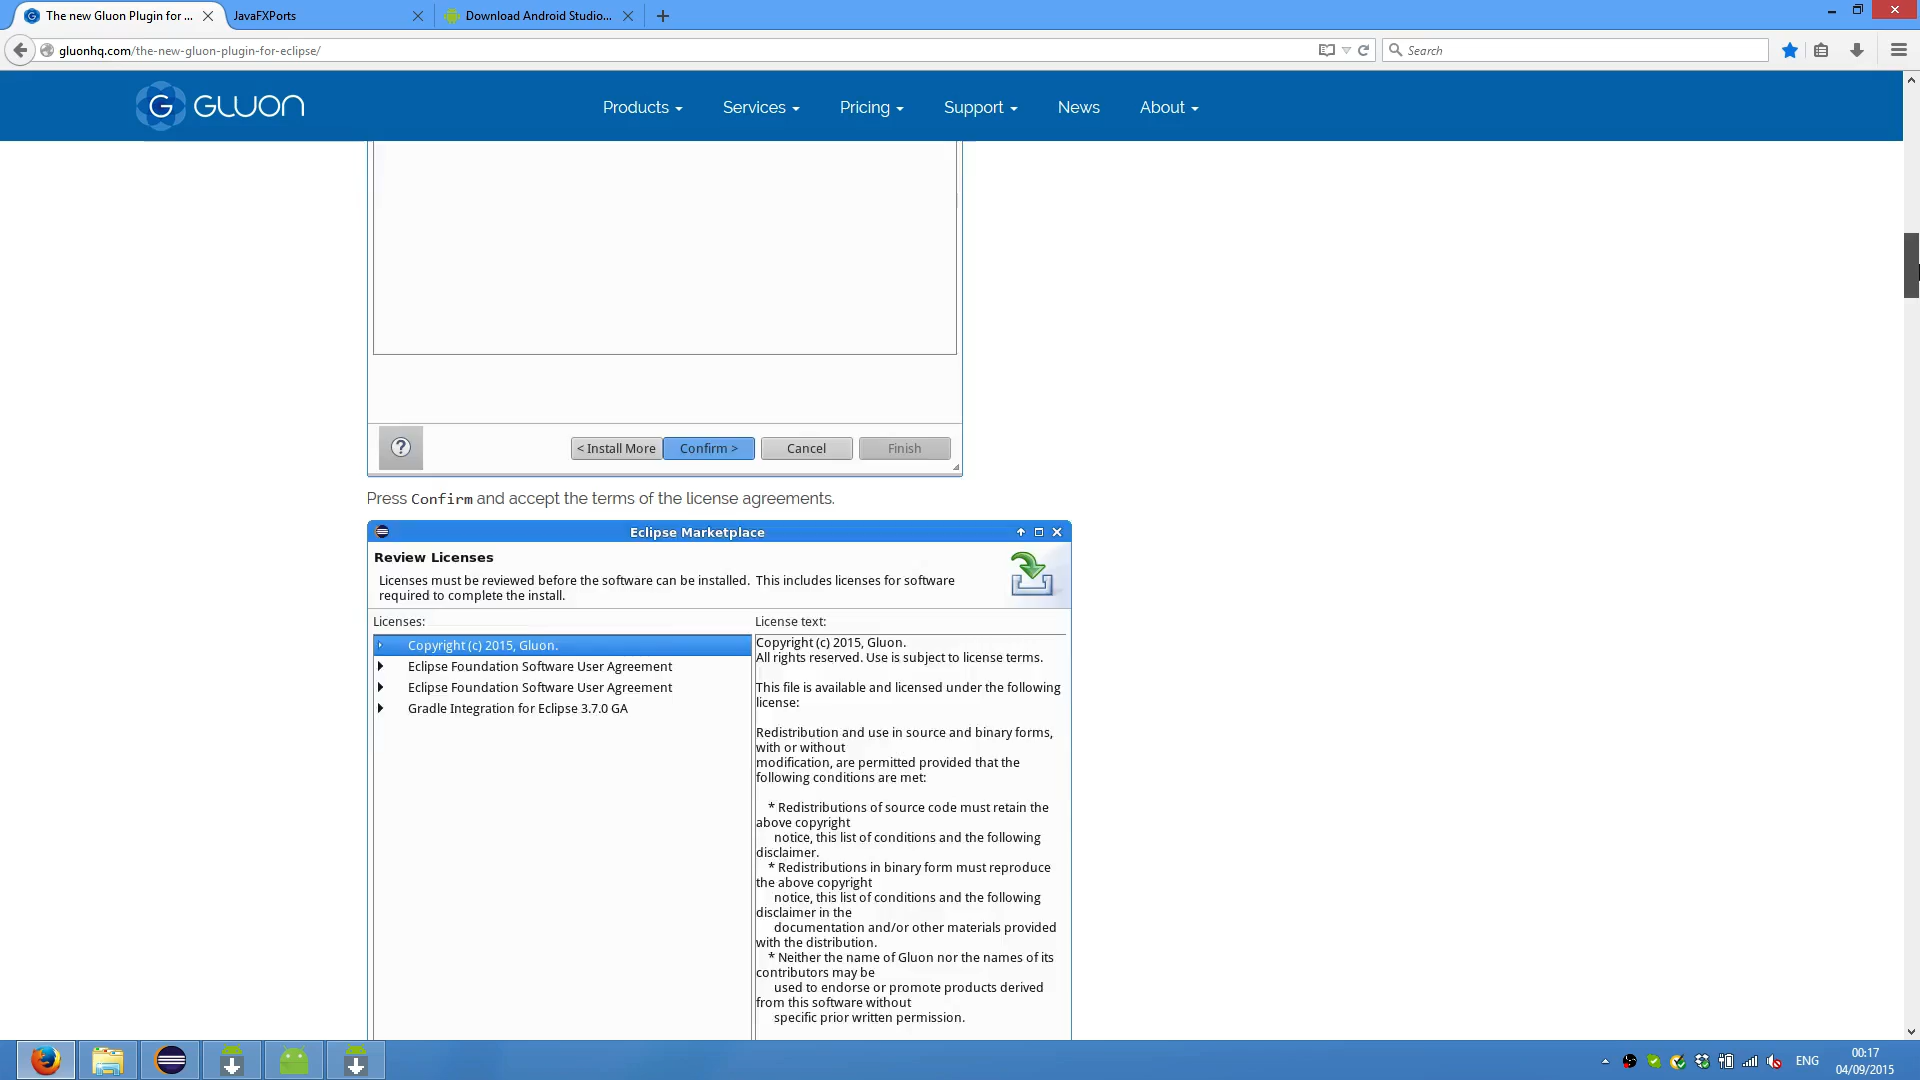 The new Gluon Plugin for ...
JavaFXPorts
Download Android Studio...
gluonhq.com/the-new-gluon-plugin-for-eclipse/
Search
G GLUON
Products
Services
Pricing
Support
News
About
?
< Install More
Confirm >
Cancel
Finish
Press Confirm and accept the terms of the license agreements.
Eclipse Marketplace
Review Licenses
Licenses must be reviewed before the software can be installed. This includes licenses for software
required to complete the install.
Licenses:
Copyright (c) 2015, Gluon.
Eclipse Foundation Software User Agreement
Eclipse Foundation Software User Agreement
Gradle Integration for Eclipse 3.7.0 GA
License text:
Copyright (c) 2015, Gluon.
All rights reserved. Use is subject to license terms.
This file is available and licensed under the following
license:
Redistribution and use in source and binary forms,
with or without
modification, are permitted provided that the
following conditions are met:
* Redistributions of source code must retain the
above copyright
notice, this list of conditions and the following
disclaimer.
* Redistributions in binary form must reproduce
the above copyright
notice, this list of conditions and the following
disclaimer in the
documentation and/or other materials provided
with the distribution.
* Neither the name of Gluon nor the names of its
contributors may be
used to endorse or promote products derived
from this software without
specific prior written permission.
ENG
00:17
04/09/2015